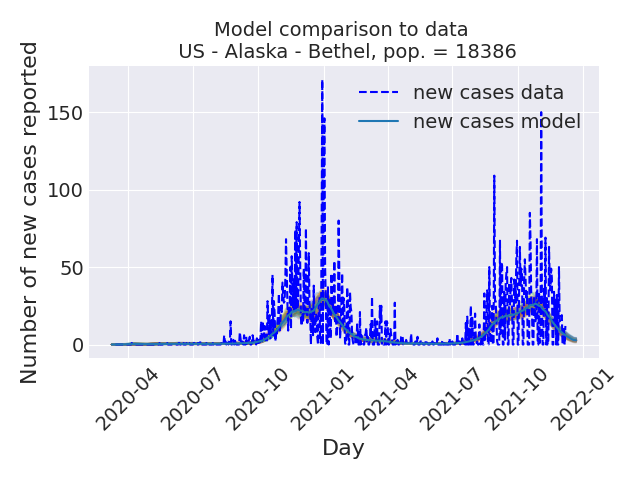 Model comparison to data
US - Alaska - Bethel, pop. = 18386
Number of new cases reported
150
100
50
0
new cases data
new cases model
2020-04
2020-07
2020-10
2021-01
2021-04
2021-07
2021-10
2022-01
Day